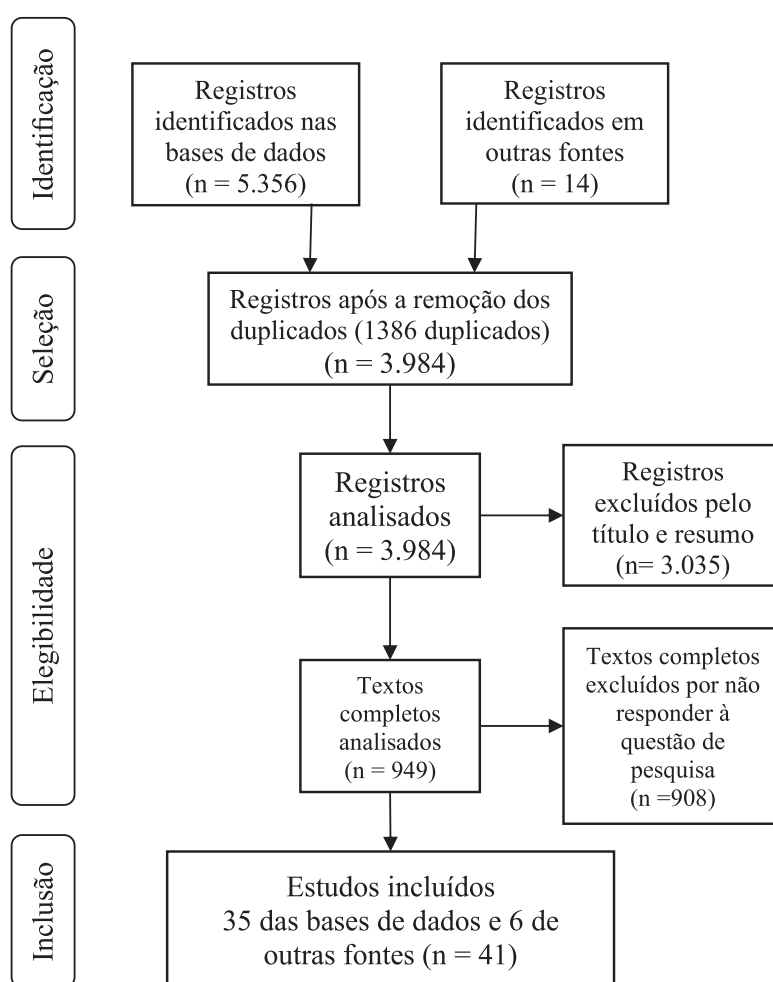 Identificação
Registros
identificados nas
bases de dados
(n = 5.356)
Registros
identificados em
outras fontes
(n = 14)
Seleção
Registros após a remoção dos
duplicados (1386 duplicados)
(n = 3.984)
Elegibilidade
Registros
analisados
(n = 3.984)
Registros
excluídos pelo
título e resumo
(n= 3.035)
Textos
completos
analisados
(n = 949)
Textos completos
excluídos por não
responder à
questão de
pesquisa
(n =908)
Inclusão
Estudos incluídos
35 das bases de dados e 6 de
outras fontes (n = 41)